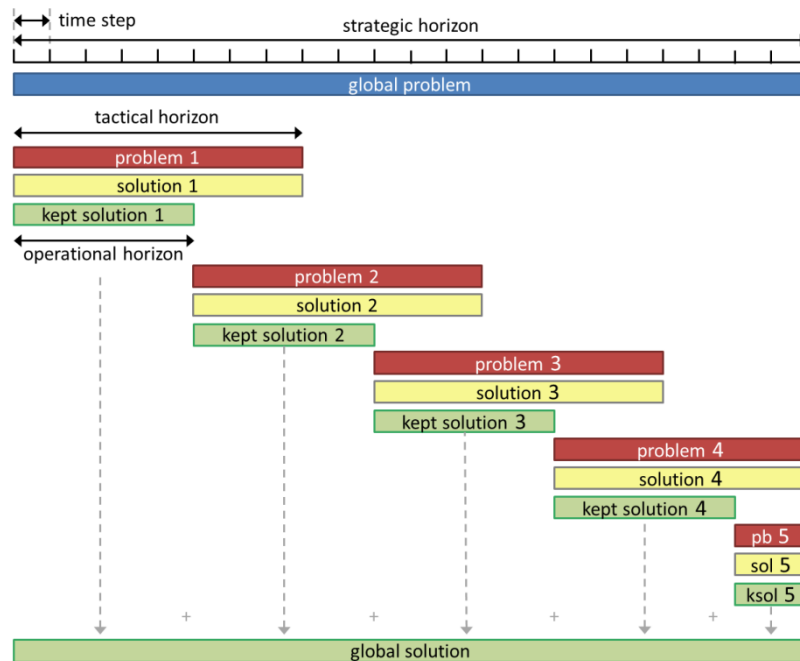 time step
strategic horizon
global problem
tactical horizon
problem 1
solution 1
kept solution 1
operational horizon
problem 2
solution 2
kept solution 2
problem 3
solution 3
kept solution 3
problem 4
solution 4
kept solution 4
pb 5
sol 5
ksol 5
+ + + +
global solution